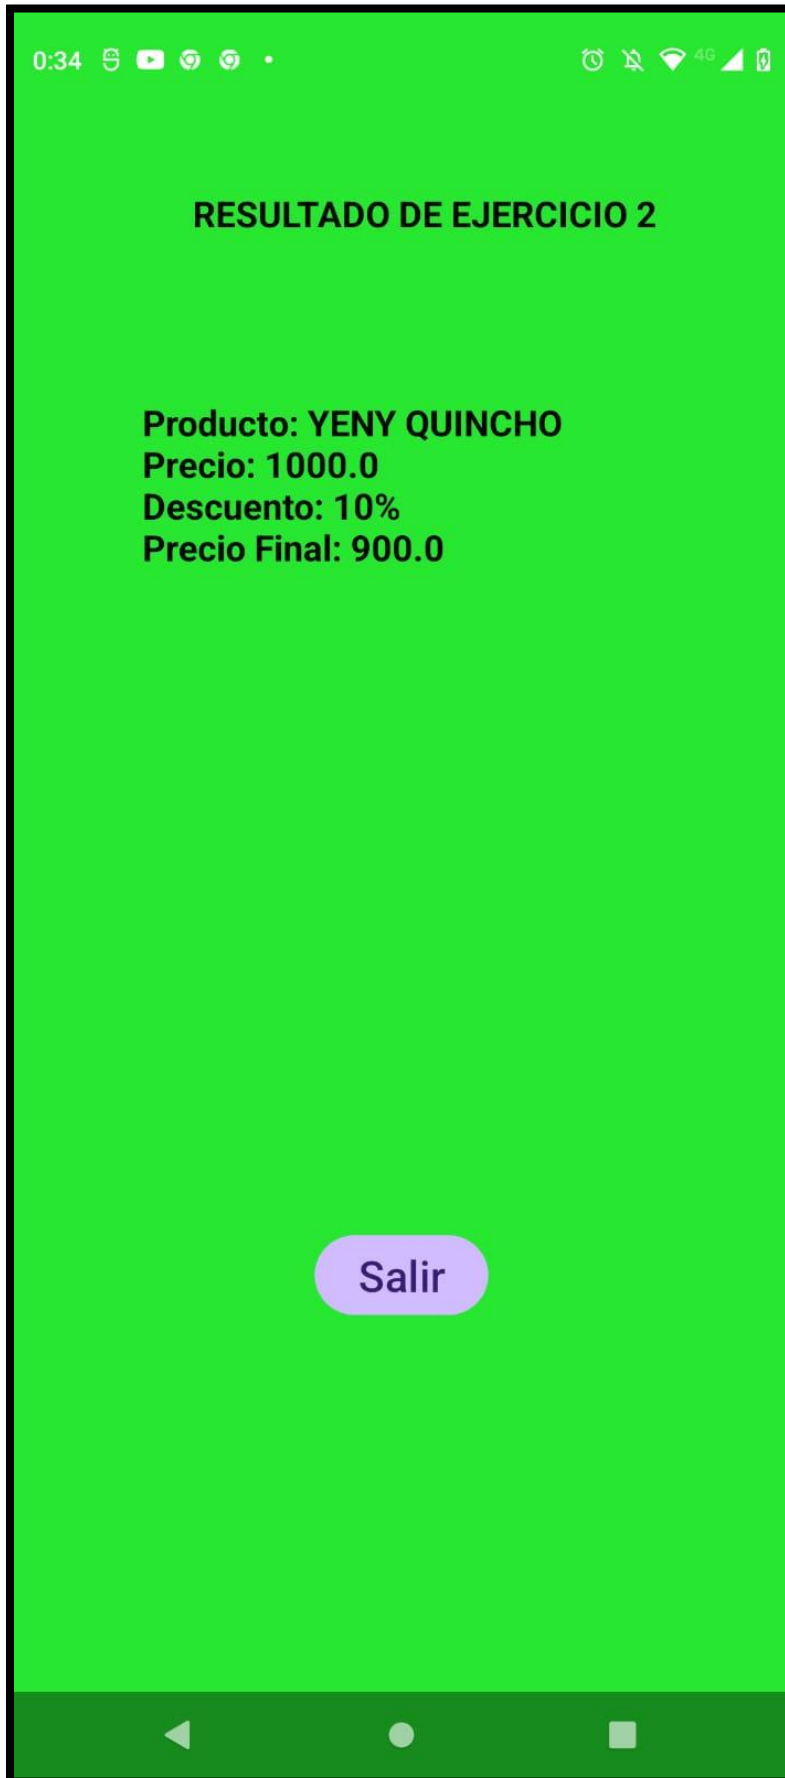 0:34
4G
RESULTADO DE EJERCICIO 2
Producto: YENY QUINCHO
Precio: 1000.0
Descuento: 10%
Precio Final: 900.0
Salir